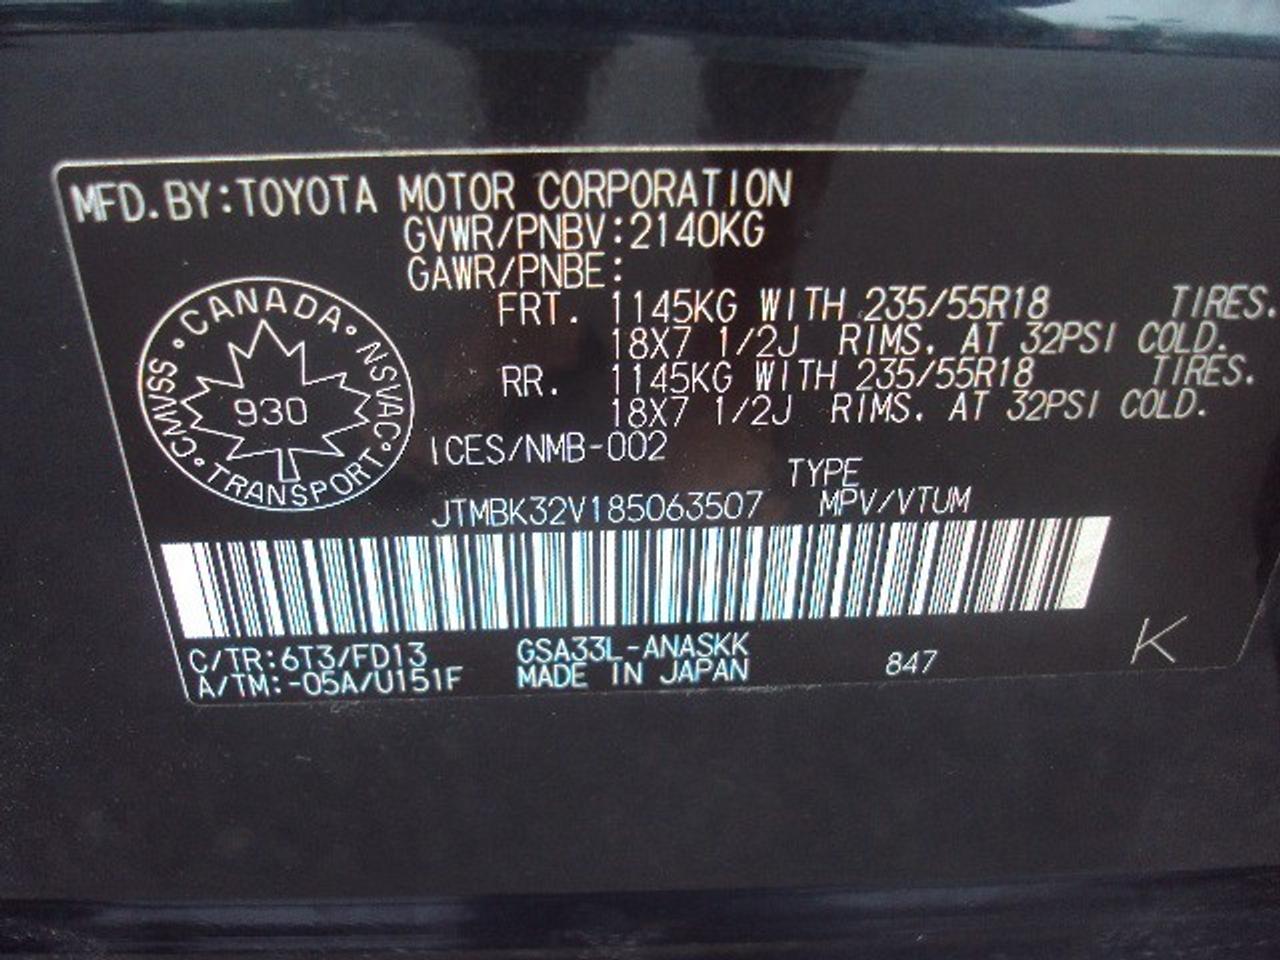 MFD. BY: TOYOTA MOTOR CORPORATION
GVWR/PNBV: 2140KG
GAWR/PNBE:
FRT. 1145KG WITH 235/55R18 TIRES.
18X7 1/2J RIMS. AT 32PSI COLD.
RR. 1145KG WITH 235/55R18 TIRES.
18X7 1/2J RIMS. AT 32PSI COLD.
CANADA · NSVAC · TRANSPORT · CMVSS ·
930
ICES/NMB-002
TYPE
JTMBK32V185063507 MPV/VTUM
C/TR: 6T3/FD13 GSA33L-ANASKK 847 K
A/TM: -05A/U151F MADE IN JAPAN